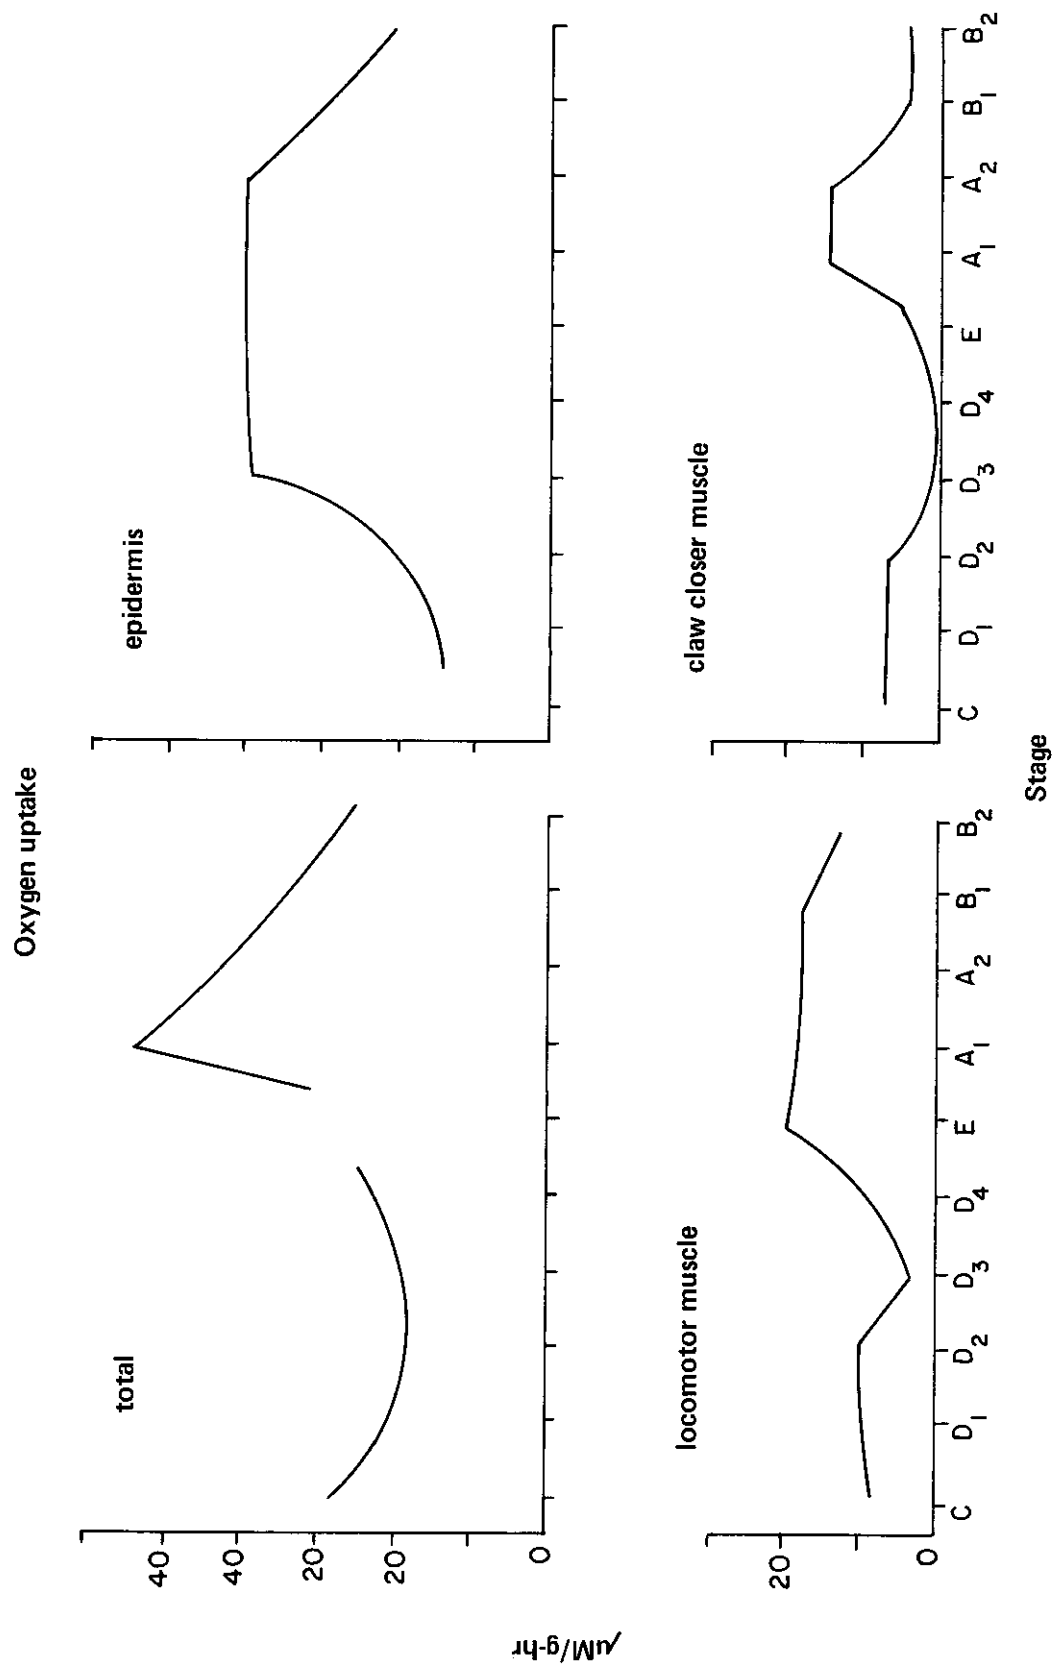 Oxygen uptake
total
epidermis
40
40
20
20
0
μM/g-hr
locomotor muscle
claw closer muscle
20
0
C D1 D2 D3 D4 E A1 A2 B1 B2
C D1 D2 D3 D4 E A1 A2 B1 B2
Stage